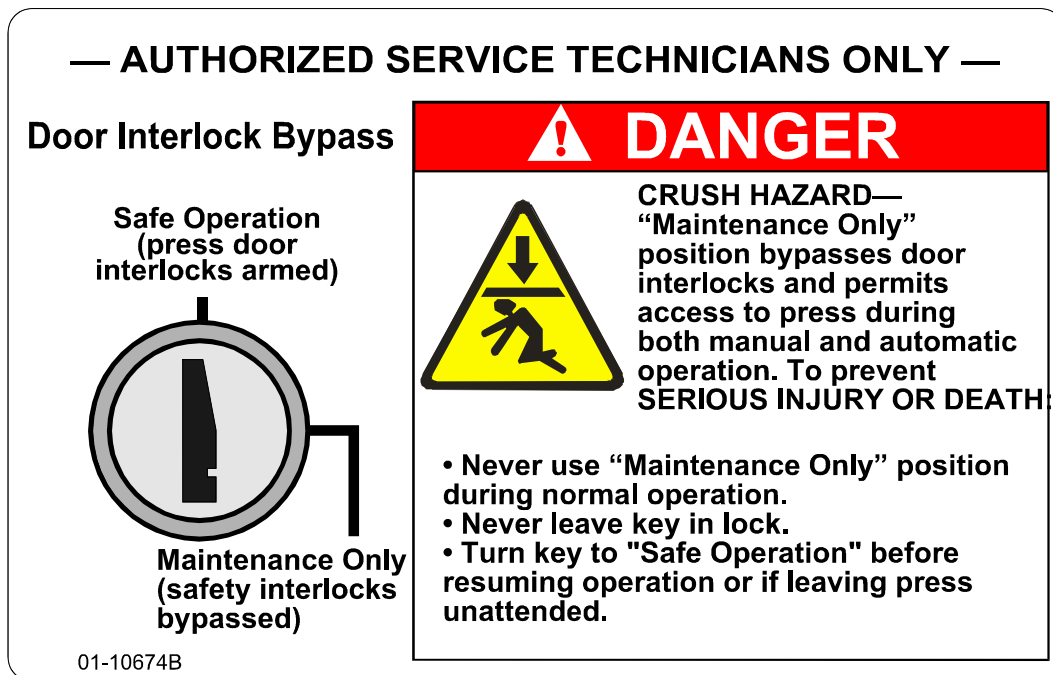 — AUTHORIZED SERVICE TECHNICIANS ONLY —
Door Interlock Bypass
Safe Operation
(press door
interlocks armed)
Maintenance Only
(safety interlocks
bypassed)
01-10674B
DANGER
CRUSH HAZARD—
“Maintenance Only”
position bypasses door
interlocks and permits
access to press during
both manual and automatic
operation. To prevent
SERIOUS INJURY OR DEATH:
• Never use “Maintenance Only” position
during normal operation.
• Never leave key in lock.
• Turn key to "Safe Operation" before
resuming operation or if leaving press
unattended.